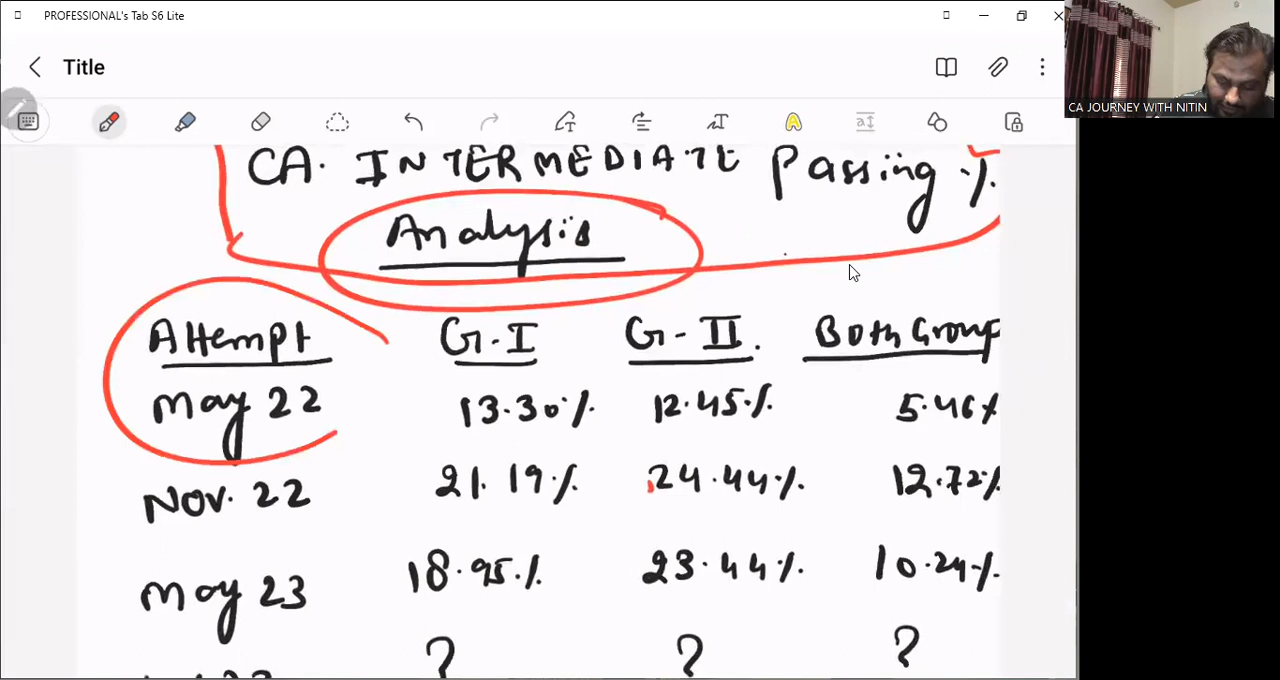 PROFESSIONAL's Tab S6 Lite
Title
CA JOURNEY WITH NITIN
CA. INTERMEDIATE Passing %
Analysis
Attempt G-I G-II. Both Group
May 22 13.30% 12.45% 5.46%
Nov. 22 21.19% 24.44% 12.72%
May 23 18.95% 23.44% 10.24%
? ? ?